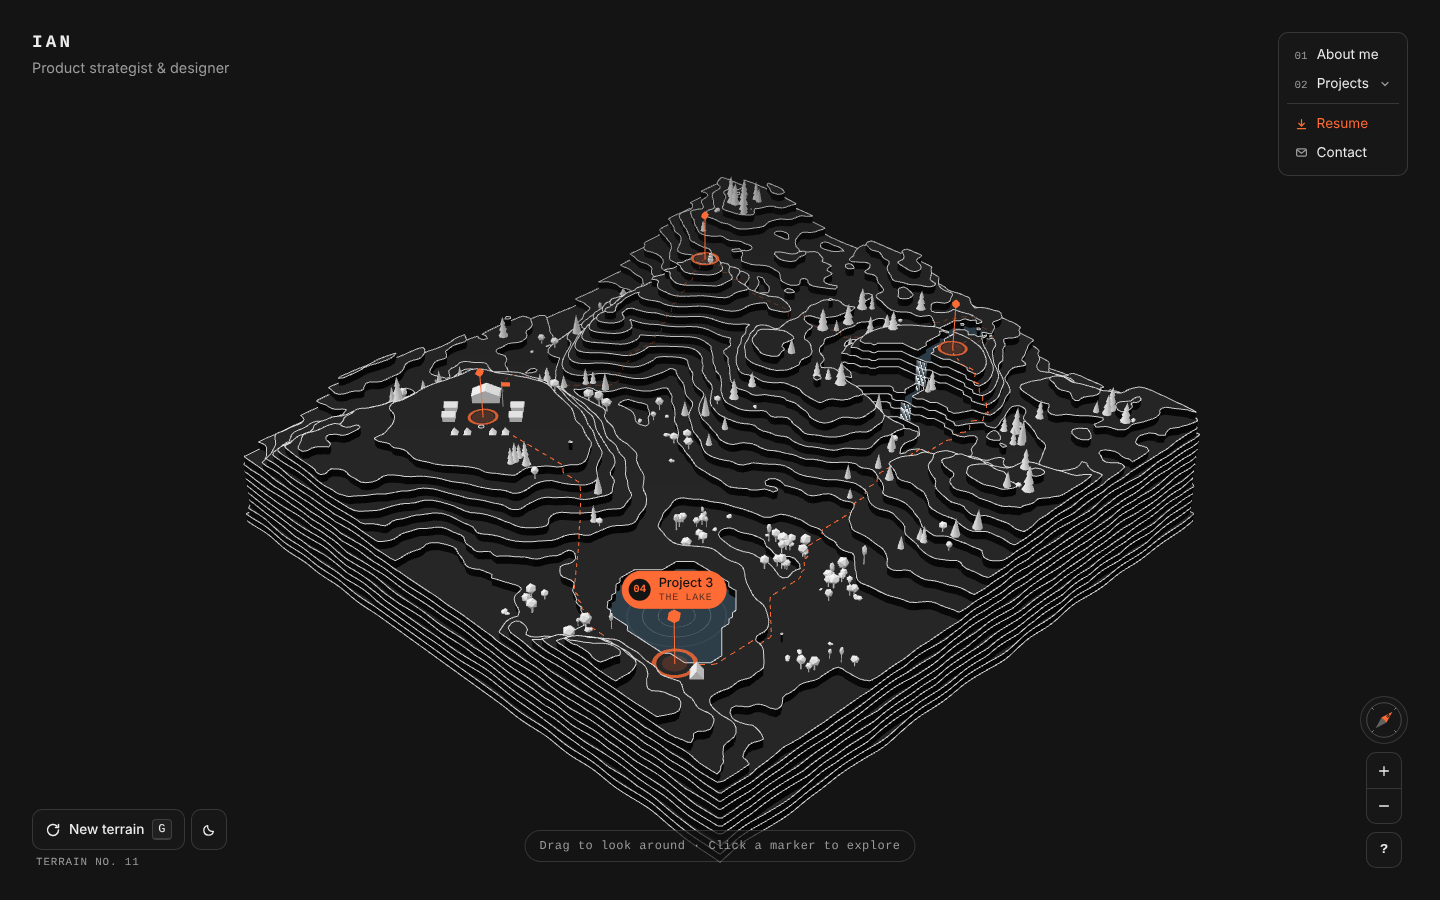 IAN
Product strategist & designer
01 About me
02 Projects
Resume
Contact
04 Project 3
THE LAKE
New terrain G
TERRAIN NO. 11
Drag to look around · Click a marker to explore
+
−
?